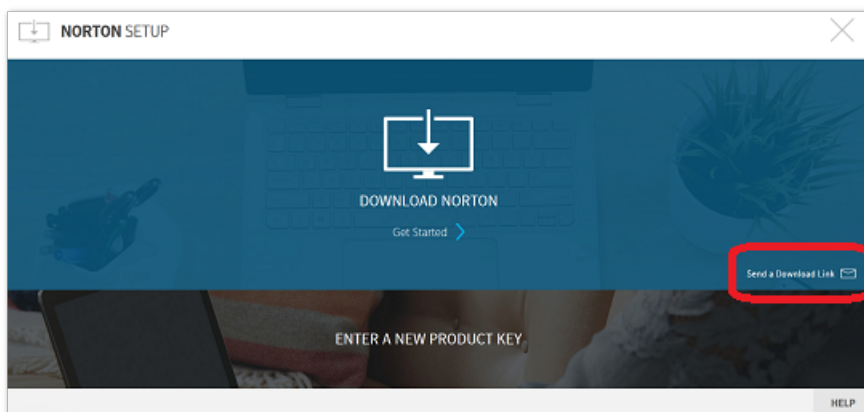 NORTON SETUP
DOWNLOAD NORTON
Get Started
Send a Download Link
ENTER A NEW PRODUCT KEY
HELP